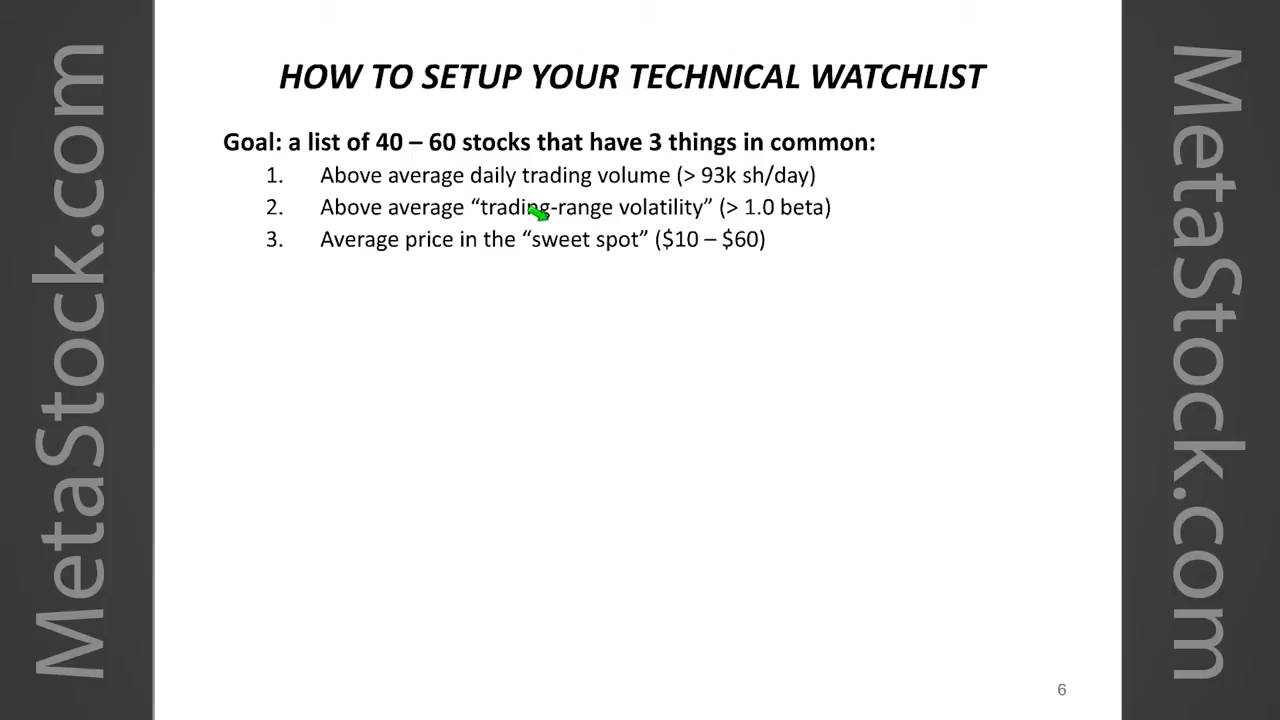 MetaStock.com
HOW TO SETUP YOUR TECHNICAL WATCHLIST
Goal: a list of 40 – 60 stocks that have 3 things in common:
1. Above average daily trading volume (> 93k sh/day)
2. Above average “trading-range volatility” (> 1.0 beta)
3. Average price in the “sweet spot” ($10 – $60)
6
MetaStock.com